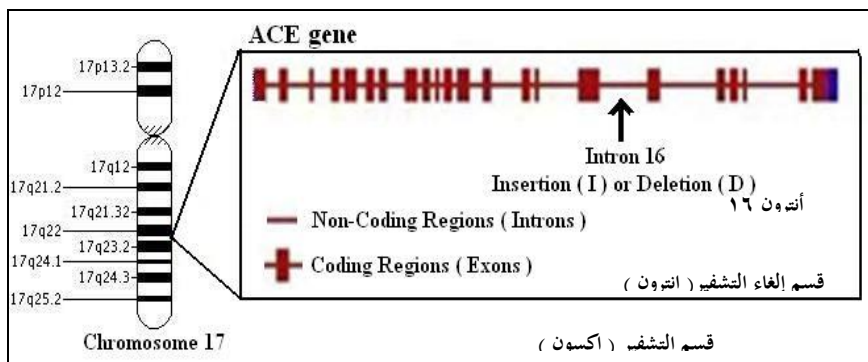 ACE gene
17p13.2
17p12
17q12
17q21.2
17q21.32
17q22
17q23.2
17q24.1
17q24.3
17q25.2
Chromosome 17
Intron 16
Insertion ( I ) or Deletion ( D )
أنترون ١٦
Non-Coding Regions ( Introns )
Coding Regions ( Exons )
قسم إلغاء التشفير ( انترون )
قسم التشفير ( اكسون )